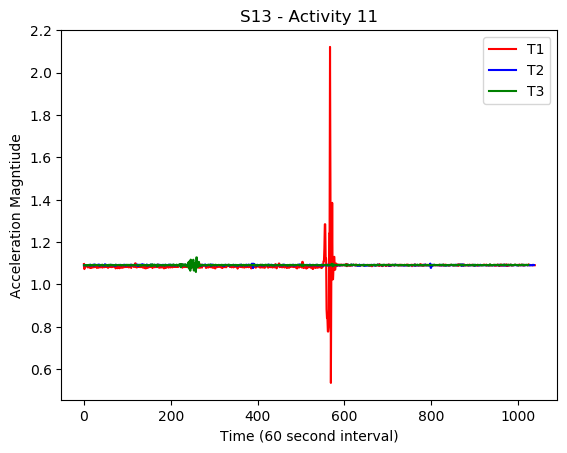 S13 - Activity 11
2.2
2.0
1.8
1.6
1.4
1.2
1.0
0.8
0.6
Acceleration Magntiude
T1
T2
T3
0 200 400 600 800 1000
Time (60 second interval)